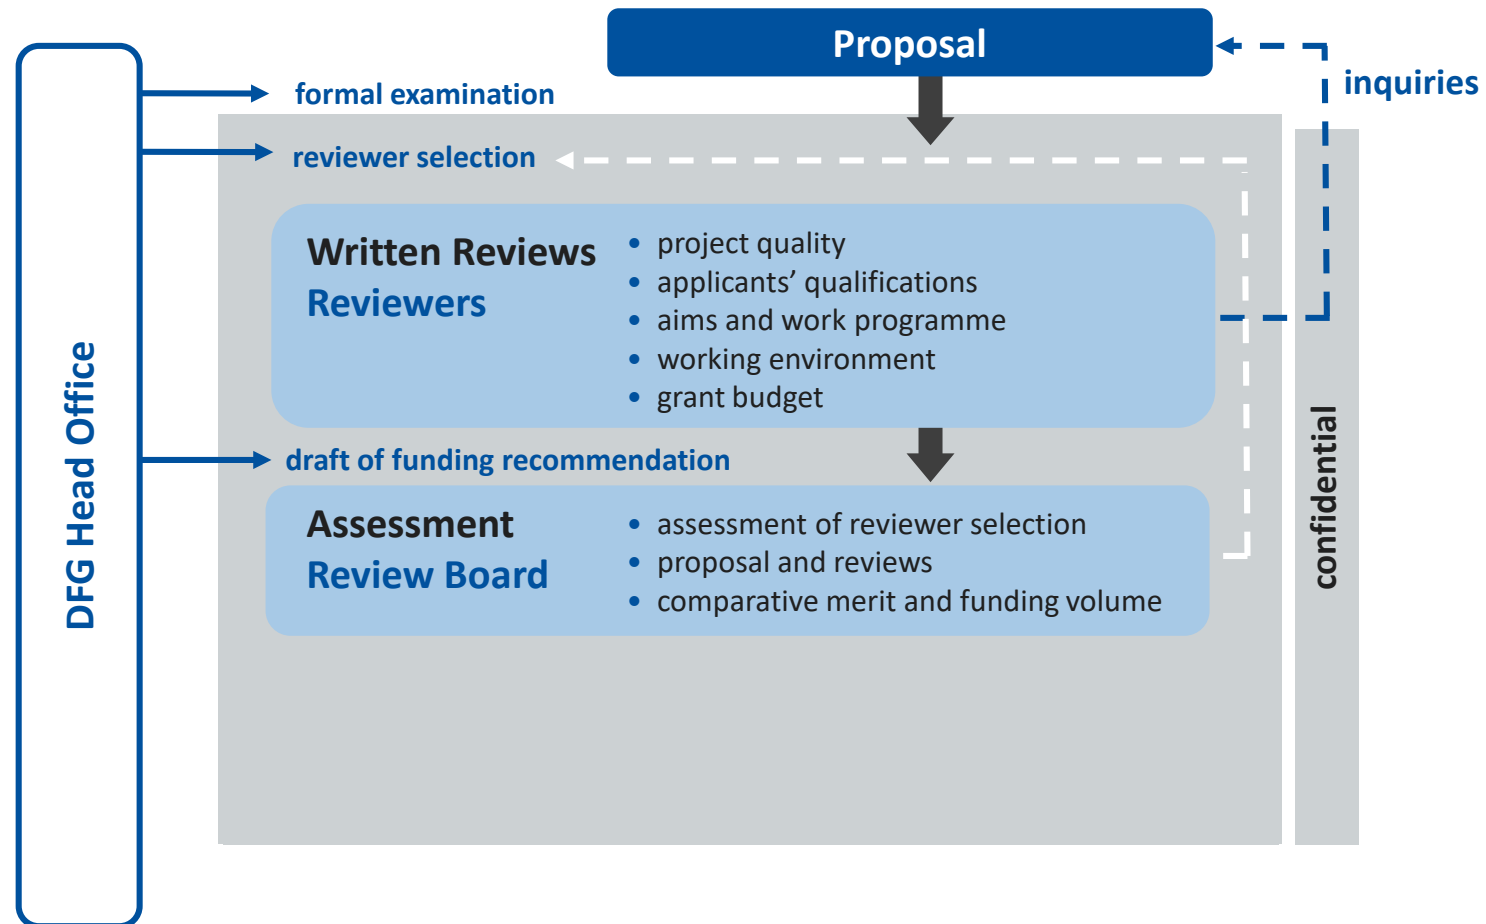 Proposal
inquiries
formal examination
reviewer selection
Written Reviews
Reviewers
• project quality
• applicants’ qualifications
• aims and work programme
• working environment
• grant budget
DFG Head Office
confidential
draft of funding recommendation
Assessment
Review Board
• assessment of reviewer selection
• proposal and reviews
• comparative merit and funding volume